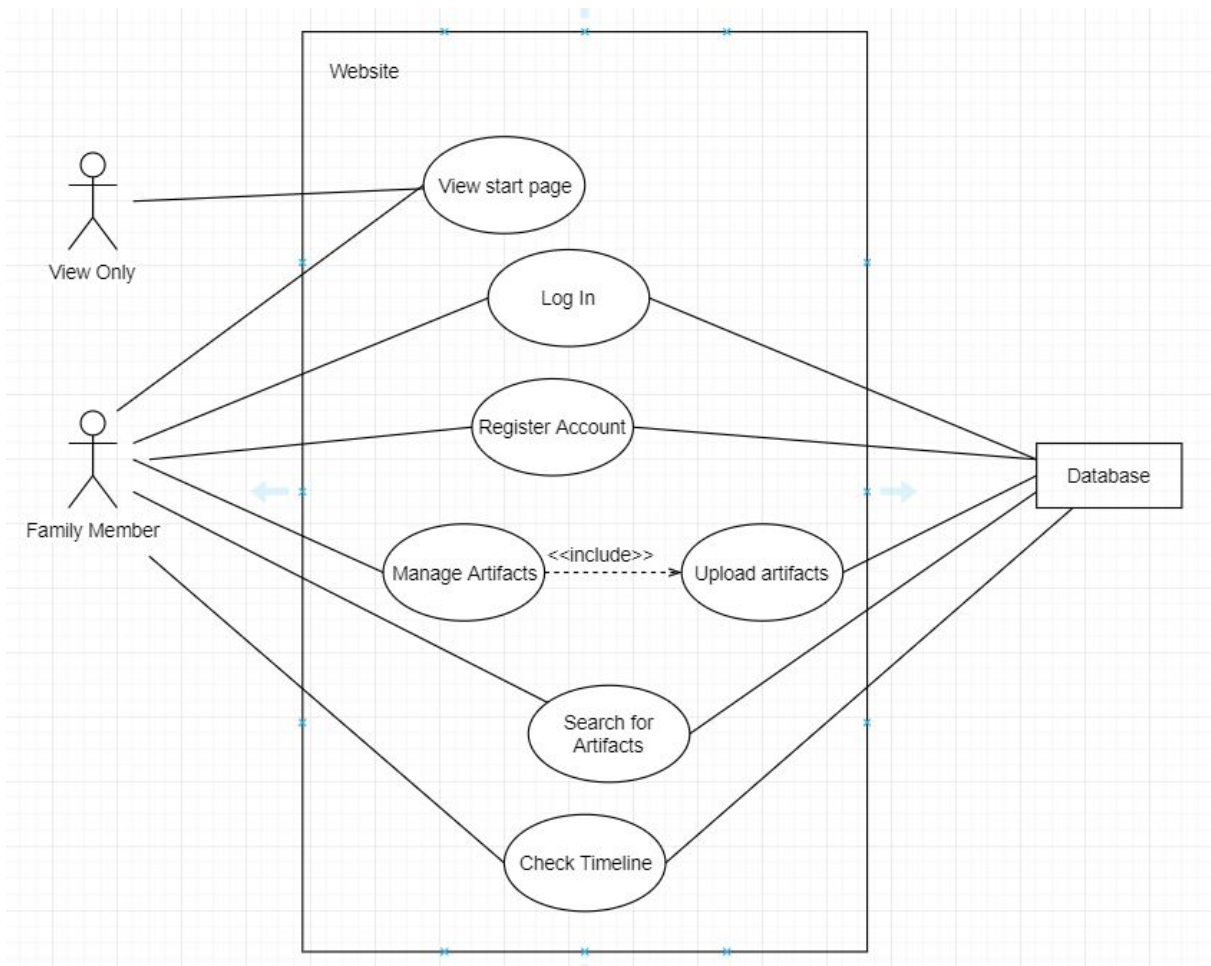 Website
View start page
View Only
Log In
Register Account
Database
Family Member
<<include>>
Manage Artifacts
Upload artifacts
Search for
Artifacts
Check Timeline